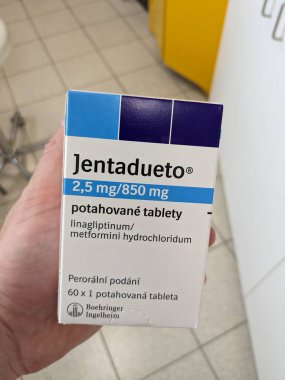 Jentadueto®
2,5 mg/850 mg
potahované tablety
linagliptinum/
metformini hydrochloridum
Perorální podání
60 x 1 potahovaná tableta
Boehringer
Ingelheim